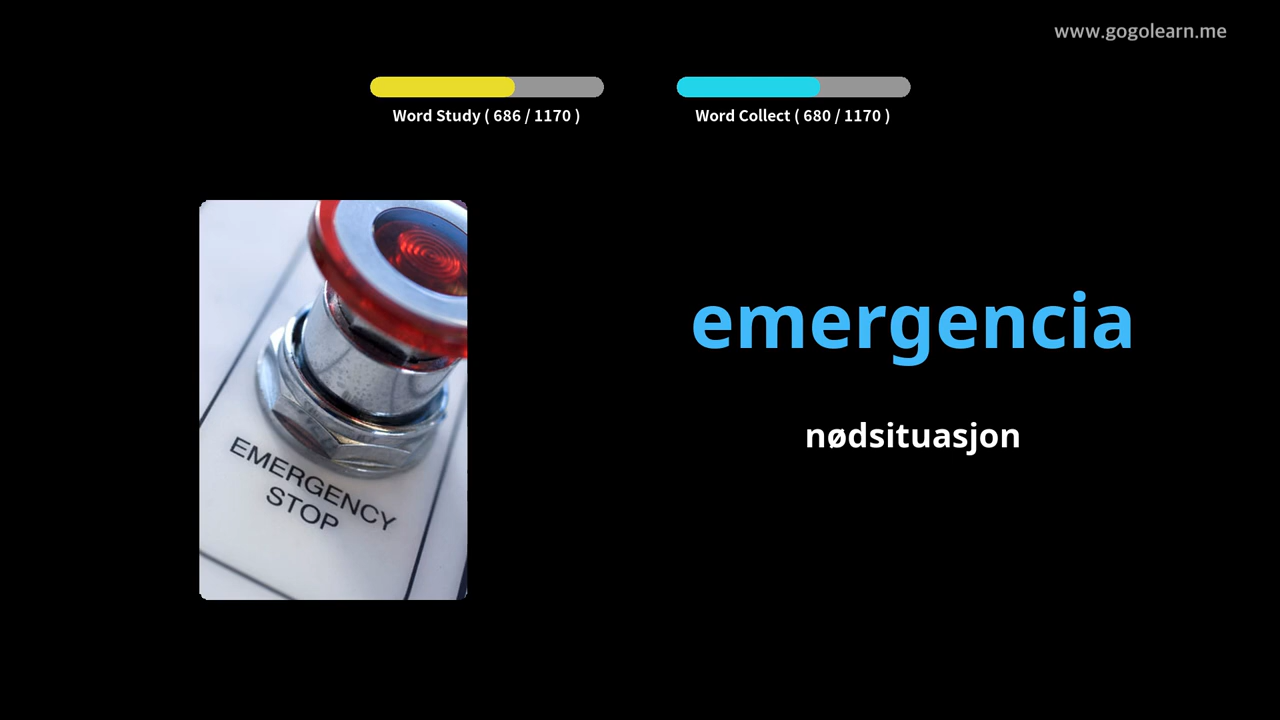 www.gogolearn.me
Word Study ( 686 / 1170 )
Word Collect ( 680 / 1170 )
emergencia
nødsituasjon
EMERGENCY
STOP